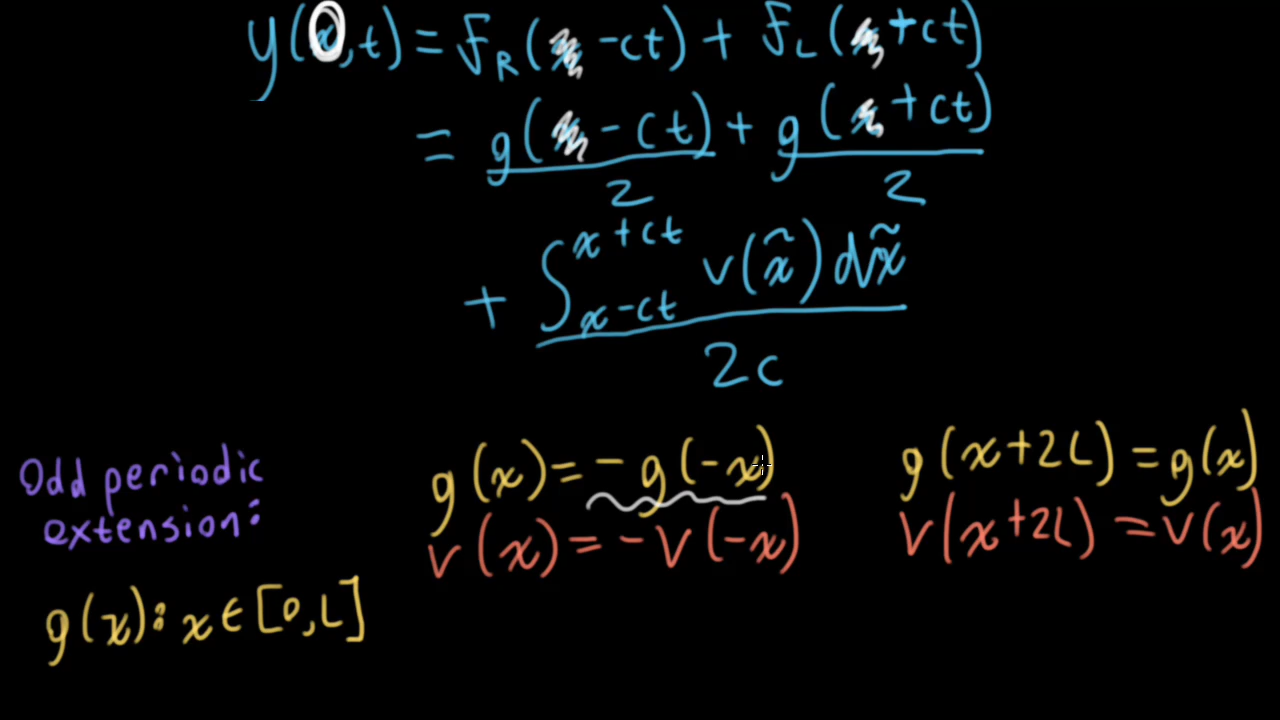 y(0,t) = F_R( -ct) + F_L( +ct)
= g( -ct)/2 + g( +ct)/2
+ ∫_{x-ct}^{x+ct} v(x̃)dx̃ / 2c
Odd periodic extension:
g(x) = -g(-x)
v(x) = -v(-x)
g(x+2L) = g(x)
v(x+2L) = v(x)
g(x): x ∈ [0,L]